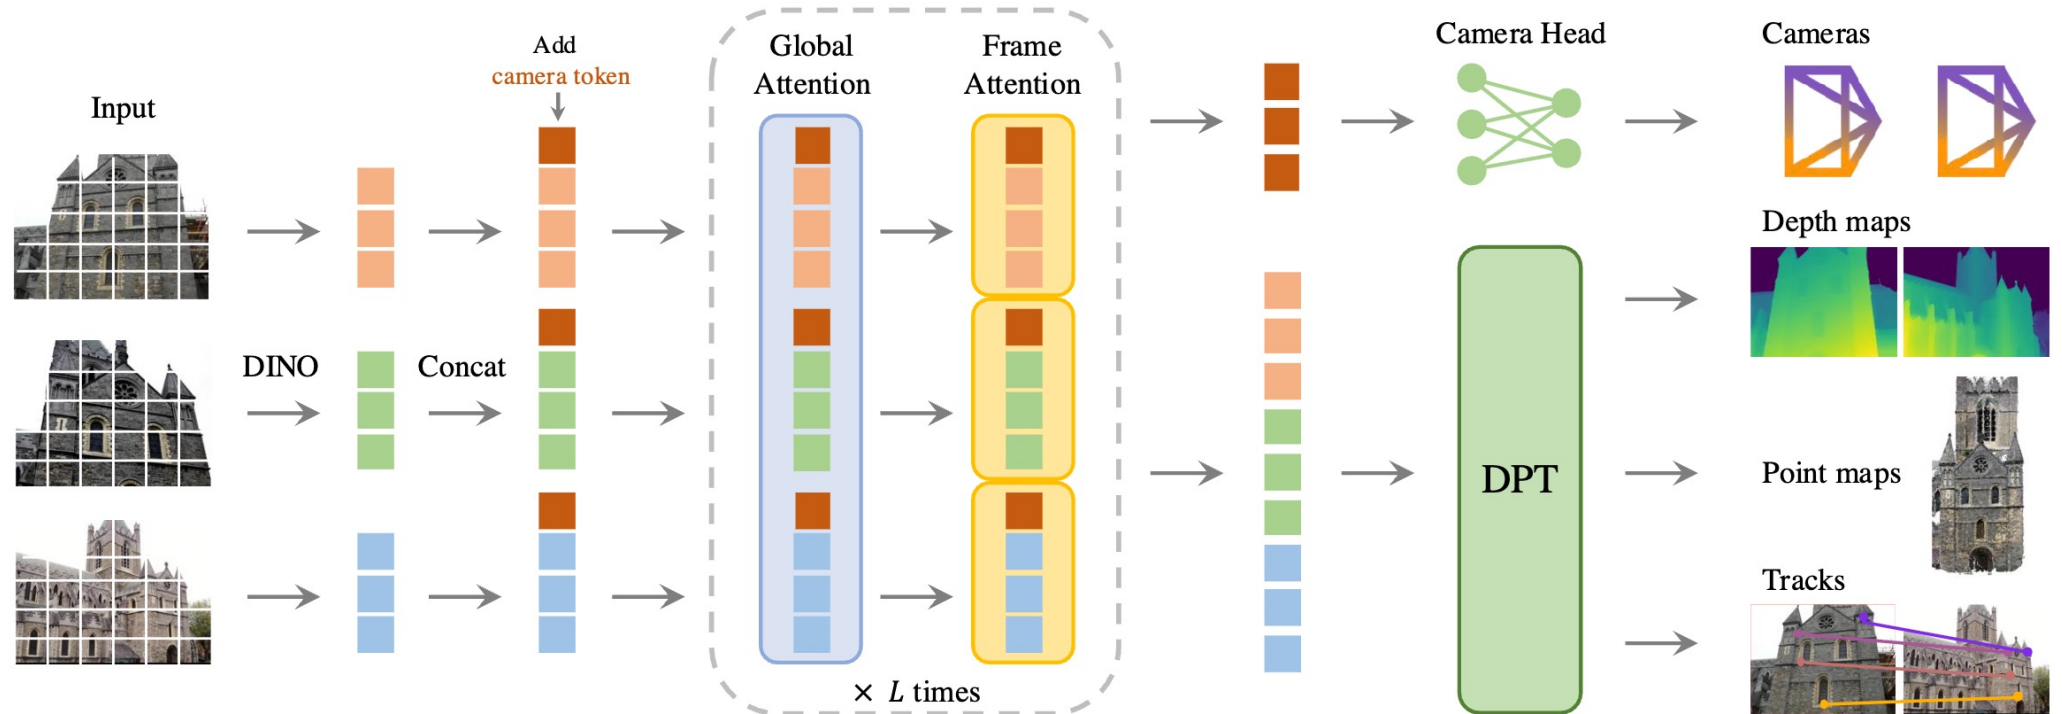 Input
DINO
Concat
Add
camera token
Global
Attention
Frame
Attention
× L times
Camera Head
DPT
Cameras
Depth maps
Point maps
Tracks